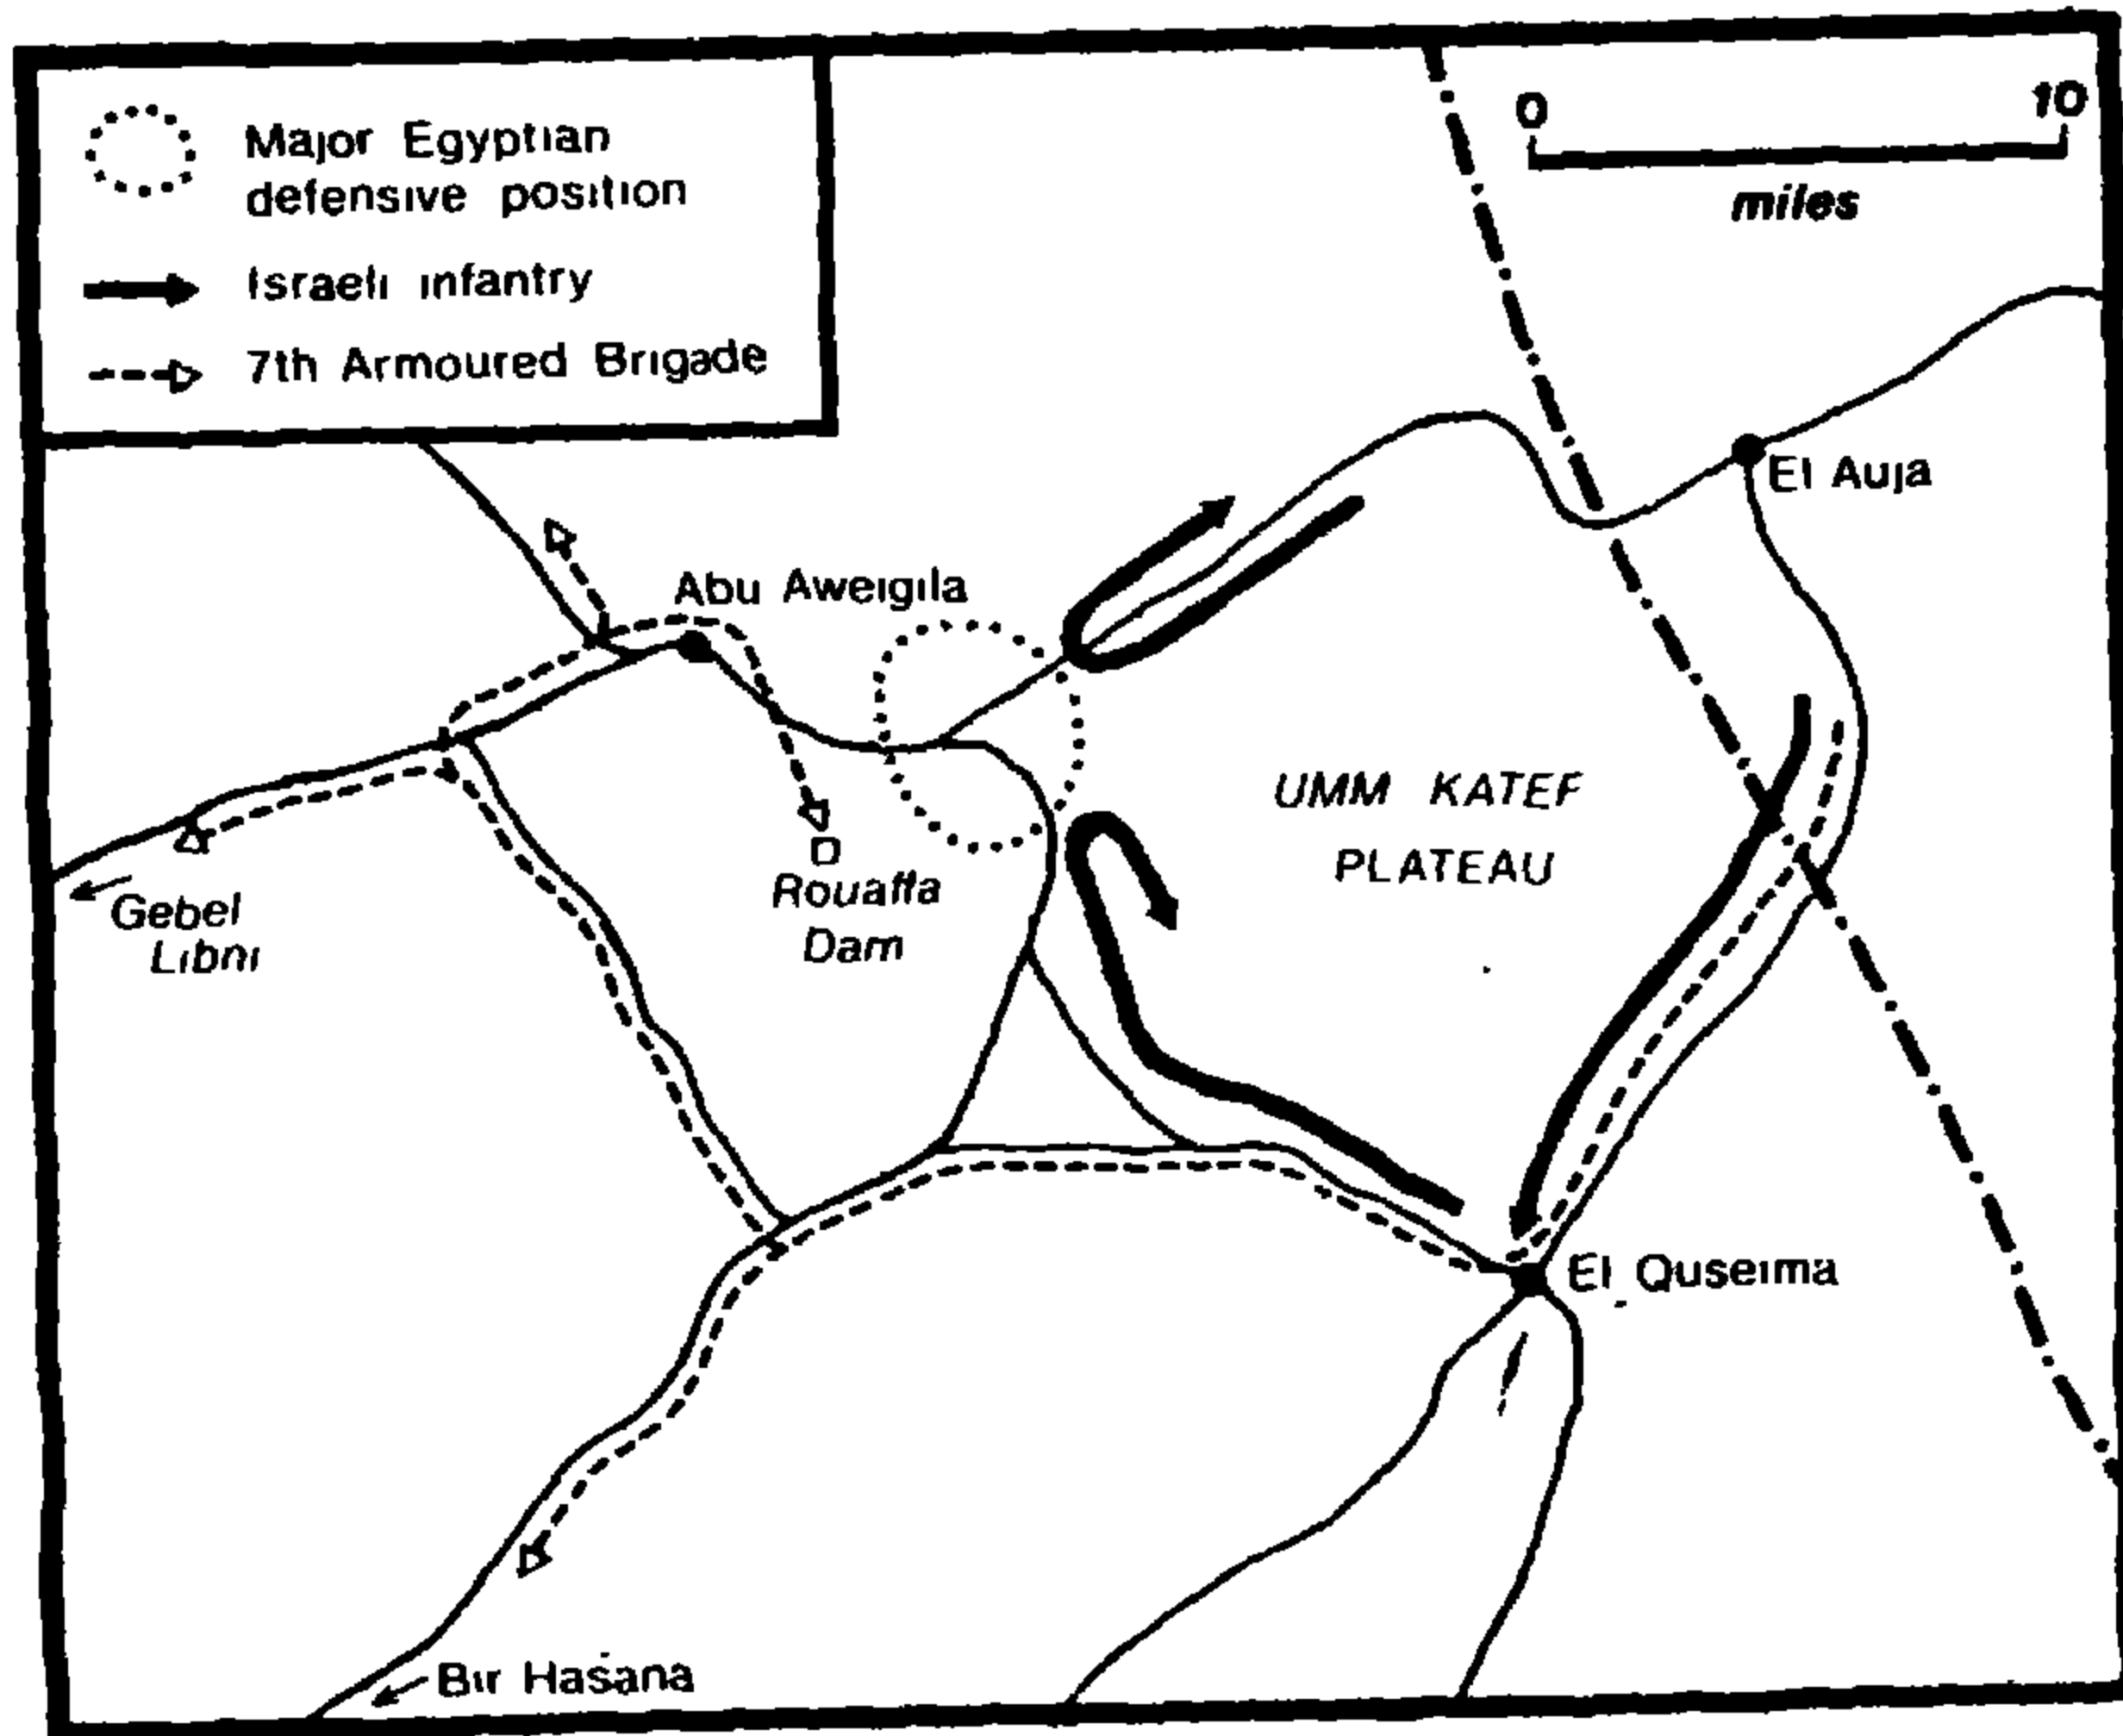 Major Egyptian
defensive position
Israeli infantry
7th Armoured Brigade
0 10
miles
El Auja
Abu Aweigila
UMM KATEF
PLATEAU
Rouaffa
Dam
Gebel
Libni
El Quseima
Bir Hasana